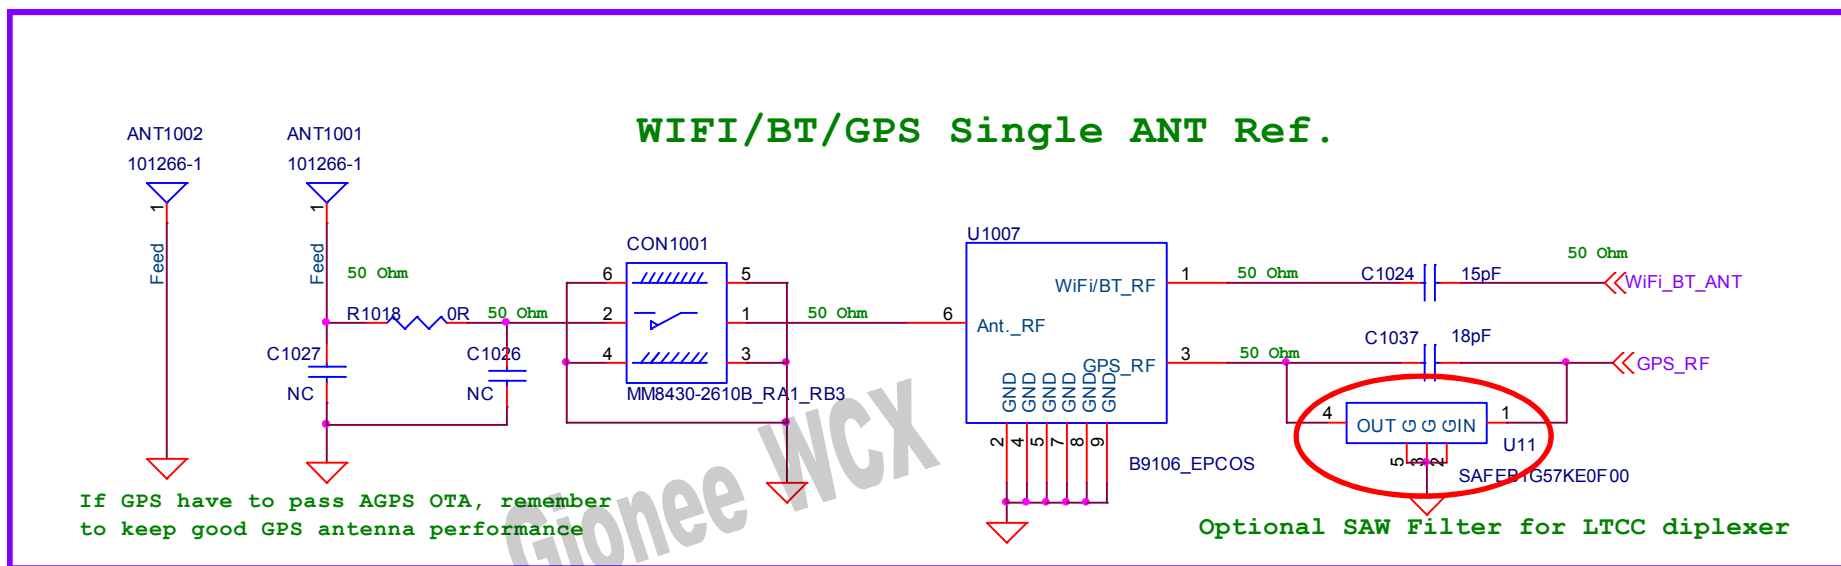 WIFI/BT/GPS Single ANT Ref.
ANT1002
101266-1
1
Feed
ANT1001
101266-1
1
Feed
50 Ohm
R1018
0R
50 Ohm
C1027
NC
C1026
NC
CON1001
6
5
2
1
4
3
MM8430-2610B_RA1_RB3
50 Ohm
U1007
6
Ant._RF
WiFi/BT_RF
1
GPS_RF
3
GND
GND
GND
GND
GND
GND
2
4
5
7
8
9
B9106_EPCOS
50 Ohm
C1024
15pF
50 Ohm
WiFi_BT_ANT
50 Ohm
C1037
18pF
GPS_RF
4
OUT G G GIN
1
U11
5
3
2
SAFEB1G57KE0F00
Optional SAW Filter for LTCC diplexer
If GPS have to pass AGPS OTA, remember
to keep good GPS antenna performance
Gionee WCX